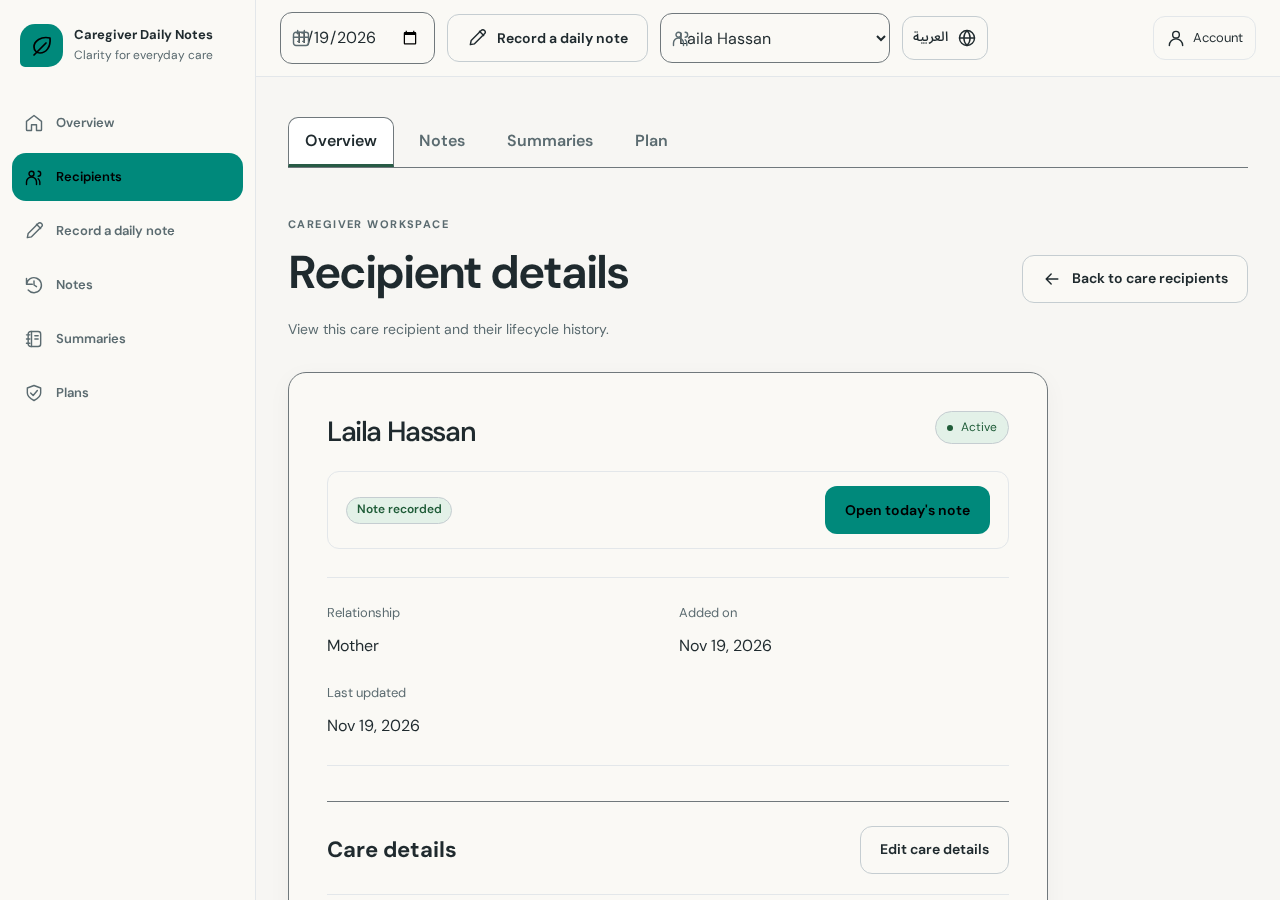 Caregiver Daily Notes
Clarity for everyday care
Overview
Recipients
Record a daily note
Notes
Summaries
Plans
/19/2026
Record a daily note
Laila Hassan
العربية
Account
Overview
Notes
Summaries
Plan
CAREGIVER WORKSPACE
Recipient details
Back to care recipients
View this care recipient and their lifecycle history.
Laila Hassan
Active
Note recorded
Open today's note
Relationship
Added on
Mother
Nov 19, 2026
Last updated
Nov 19, 2026
Care details
Edit care details